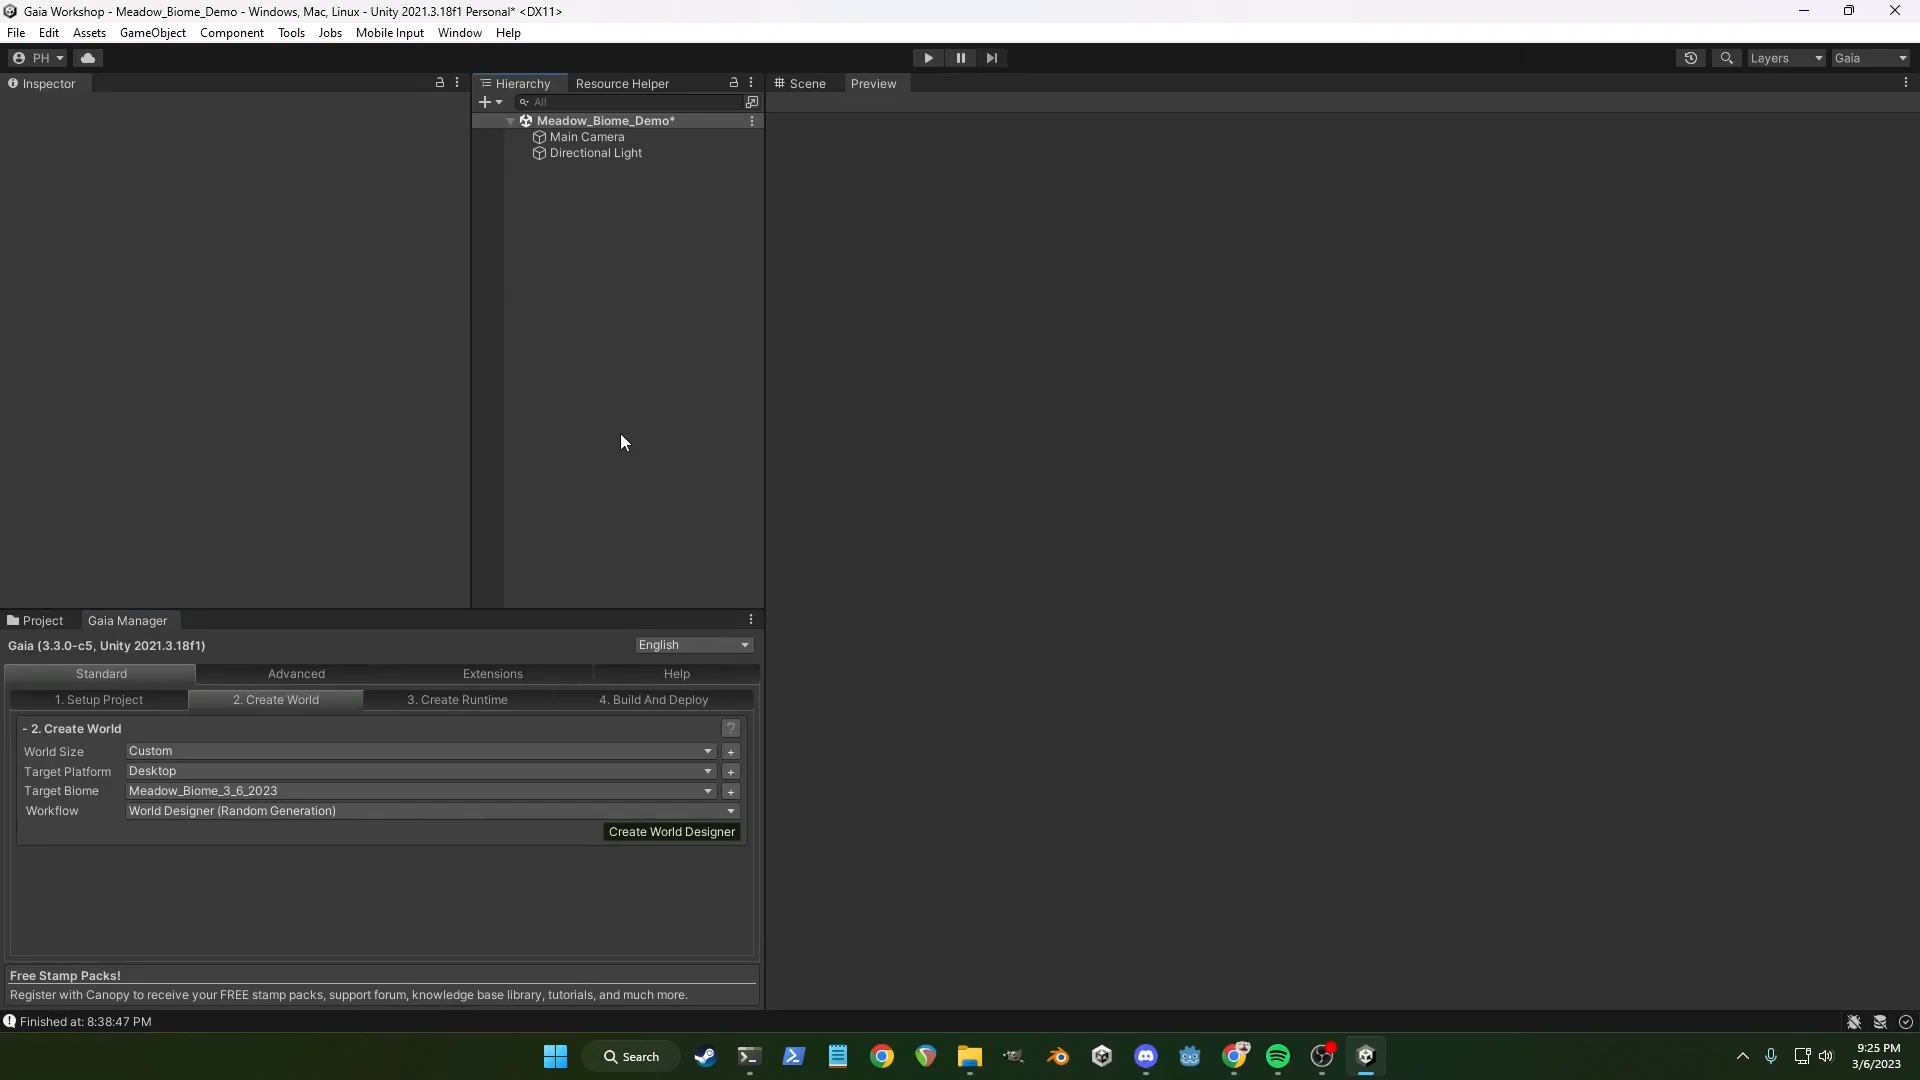 Gaia Workshop - Meadow_Biome_Demo - Windows, Mac, Linux - Unity 2021.3.18f1 Personal* <DX11>
File Edit Assets GameObject Component Tools Jobs Mobile Input Window Help
PH Layers Gaia
Inspector Hierarchy Resource Helper Scene Preview
All
Meadow_Biome_Demo*
Main Camera
Directional Light
Project Gaia Manager
Gaia (3.3.0-c5, Unity 2021.3.18f1) English
Standard Advanced Extensions Help
1. Setup Project 2. Create World 3. Create Runtime 4. Build And Deploy
- 2. Create World ?
World Size Custom +
Target Platform Desktop +
Target Biome Meadow_Biome_3_6_2023 +
Workflow World Designer (Random Generation)
Create World Designer
Free Stamp Packs!
Register with Canopy to receive your FREE stamp packs, support forum, knowledge base library, tutorials, and much more.
Finished at: 8:38:47 PM
Search
9:25 PM
3/6/2023